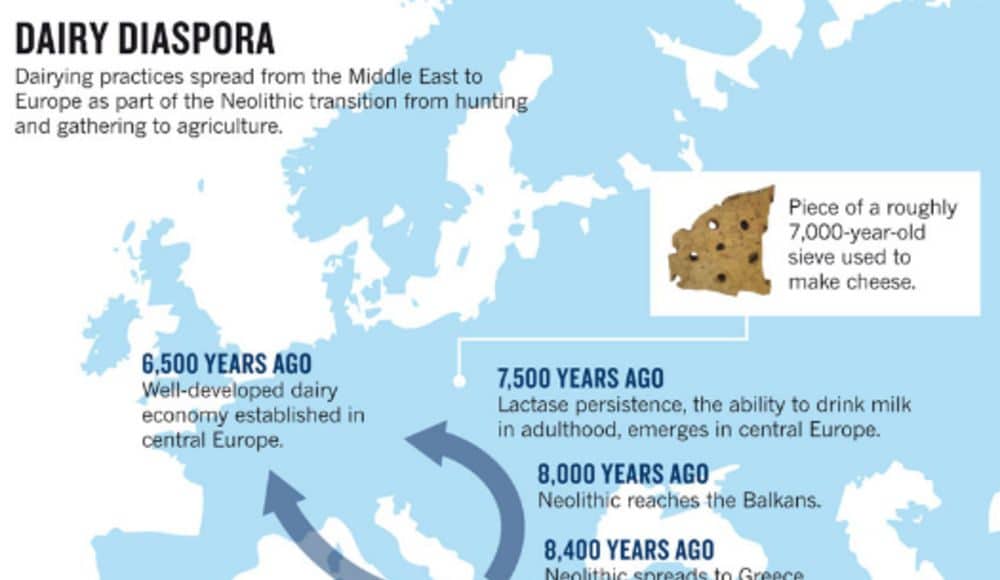 DAIRY DIASPORA
Dairying practices spread from the Middle East to
Europe as part of the Neolithic transition from hunting
and gathering to agriculture.
Piece of a roughly
7,000-year-old
sieve used to
make cheese.
6,500 YEARS AGO
Well-developed dairy
economy established in
central Europe.
7,500 YEARS AGO
Lactase persistence, the ability to drink milk
in adulthood, emerges in central Europe.
8,000 YEARS AGO
Neolithic reaches the Balkans.
8,400 YEARS AGO
Neolithic spreads to Greece